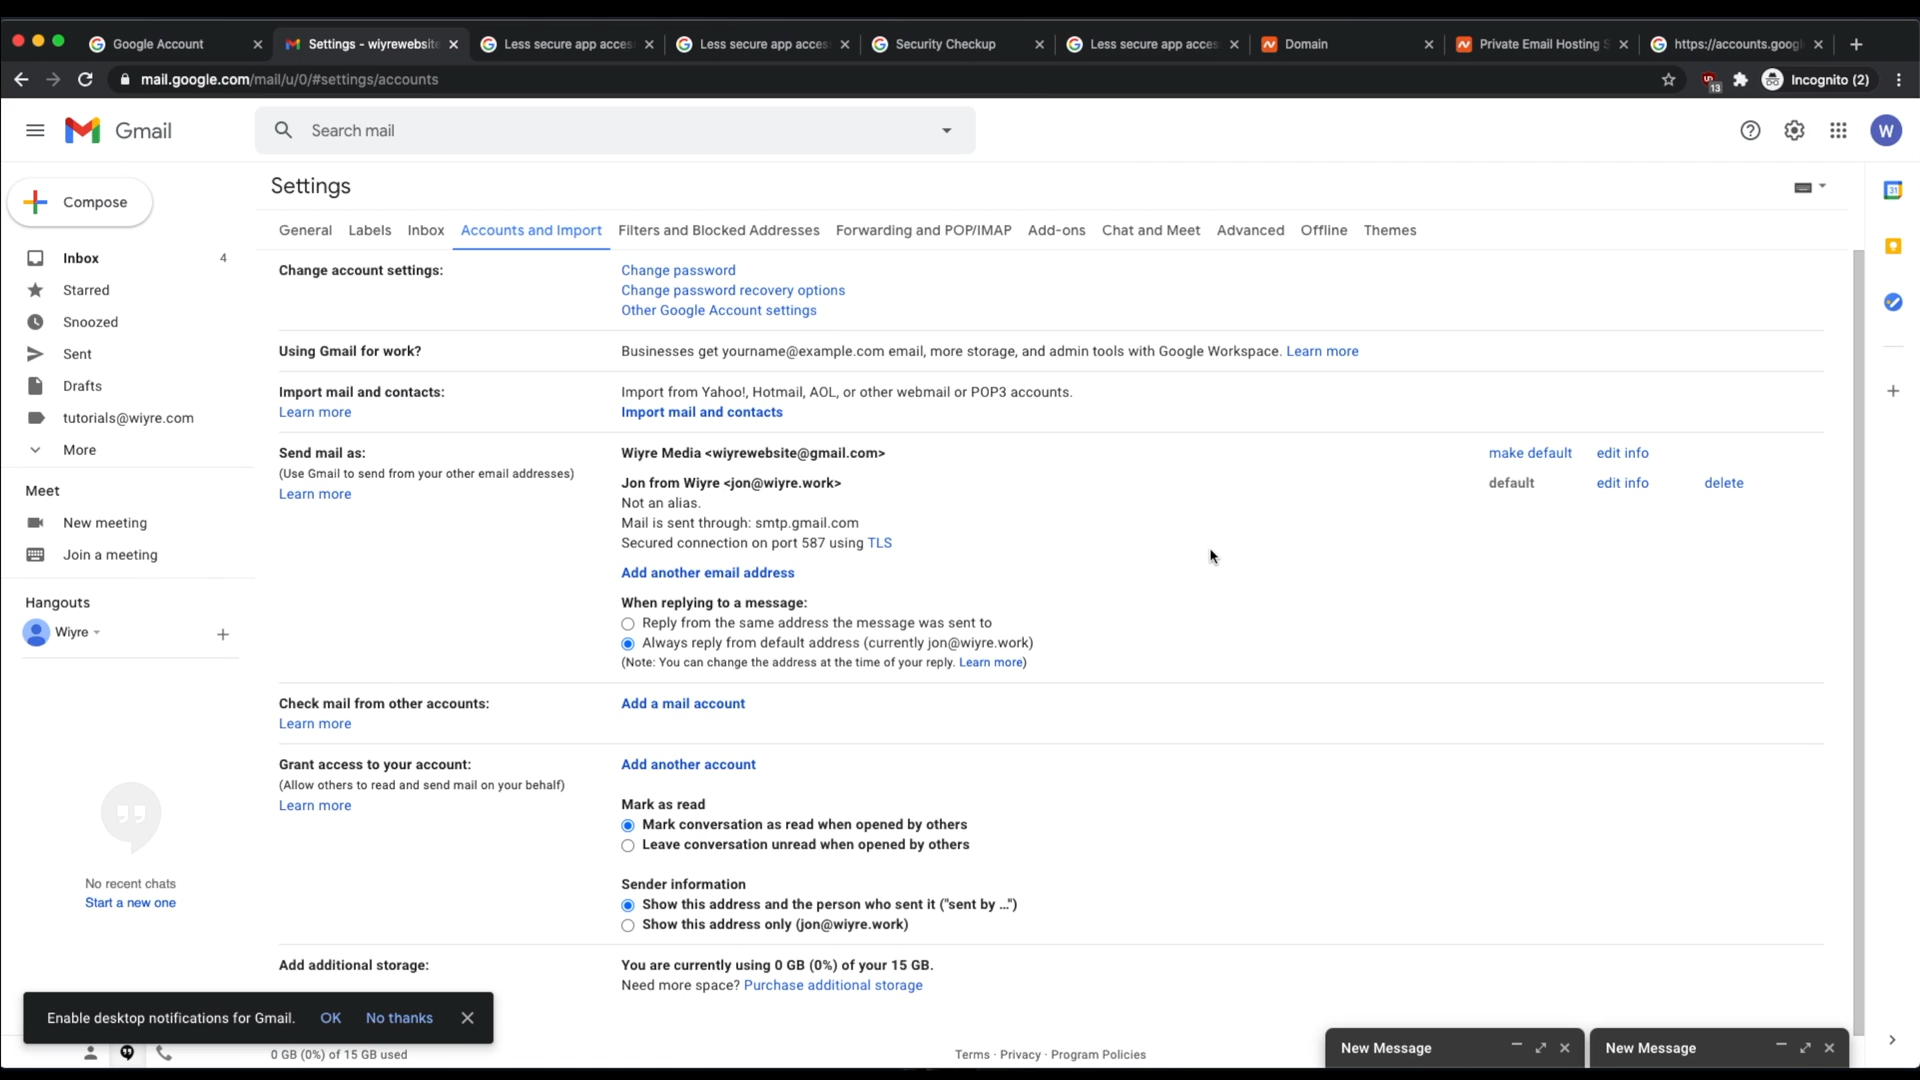 Google Account
Settings - wiyrewebsite
Less secure app acces
Less secure app acces
Security Checkup
Less secure app acces
Domain
Private Email Hosting S
https://accounts.googl
mail.google.com/mail/u/0/#settings/accounts
13
Incognito (2)
Gmail
Search mail
W
Compose
Settings
31
General
Labels
Inbox
Accounts and Import
Filters and Blocked Addresses
Forwarding and POP/IMAP
Add-ons
Chat and Meet
Advanced
Offline
Themes
Inbox
4
Starred
Snoozed
Sent
Drafts
tutorials@wiyre.com
More
Meet
New meeting
Join a meeting
Hangouts
Wiyre
No recent chats
Start a new one
Change account settings:
Change password
Change password recovery options
Other Google Account settings
Using Gmail for work?
Businesses get yourname@example.com email, more storage, and admin tools with Google Workspace. Learn more
Import mail and contacts:
Learn more
Import from Yahoo!, Hotmail, AOL, or other webmail or POP3 accounts.
Import mail and contacts
Send mail as:
(Use Gmail to send from your other email addresses)
Learn more
Wiyre Media <wiyrewebsite@gmail.com>
make default
edit info
Jon from Wiyre <jon@wiyre.work>
default
edit info
delete
Not an alias.
Mail is sent through: smtp.gmail.com
Secured connection on port 587 using TLS
Add another email address
When replying to a message:
Reply from the same address the message was sent to
Always reply from default address (currently jon@wiyre.work)
(Note: You can change the address at the time of your reply. Learn more)
Check mail from other accounts:
Learn more
Add a mail account
Grant access to your account:
(Allow others to read and send mail on your behalf)
Learn more
Add another account
Mark as read
Mark conversation as read when opened by others
Leave conversation unread when opened by others
Sender information
Show this address and the person who sent it ("sent by ...")
Show this address only (jon@wiyre.work)
Add additional storage:
You are currently using 0 GB (0%) of your 15 GB.
Need more space? Purchase additional storage
Enable desktop notifications for Gmail.
OK
No thanks
0 GB (0%) of 15 GB used
Terms · Privacy · Program Policies
New Message
New Message